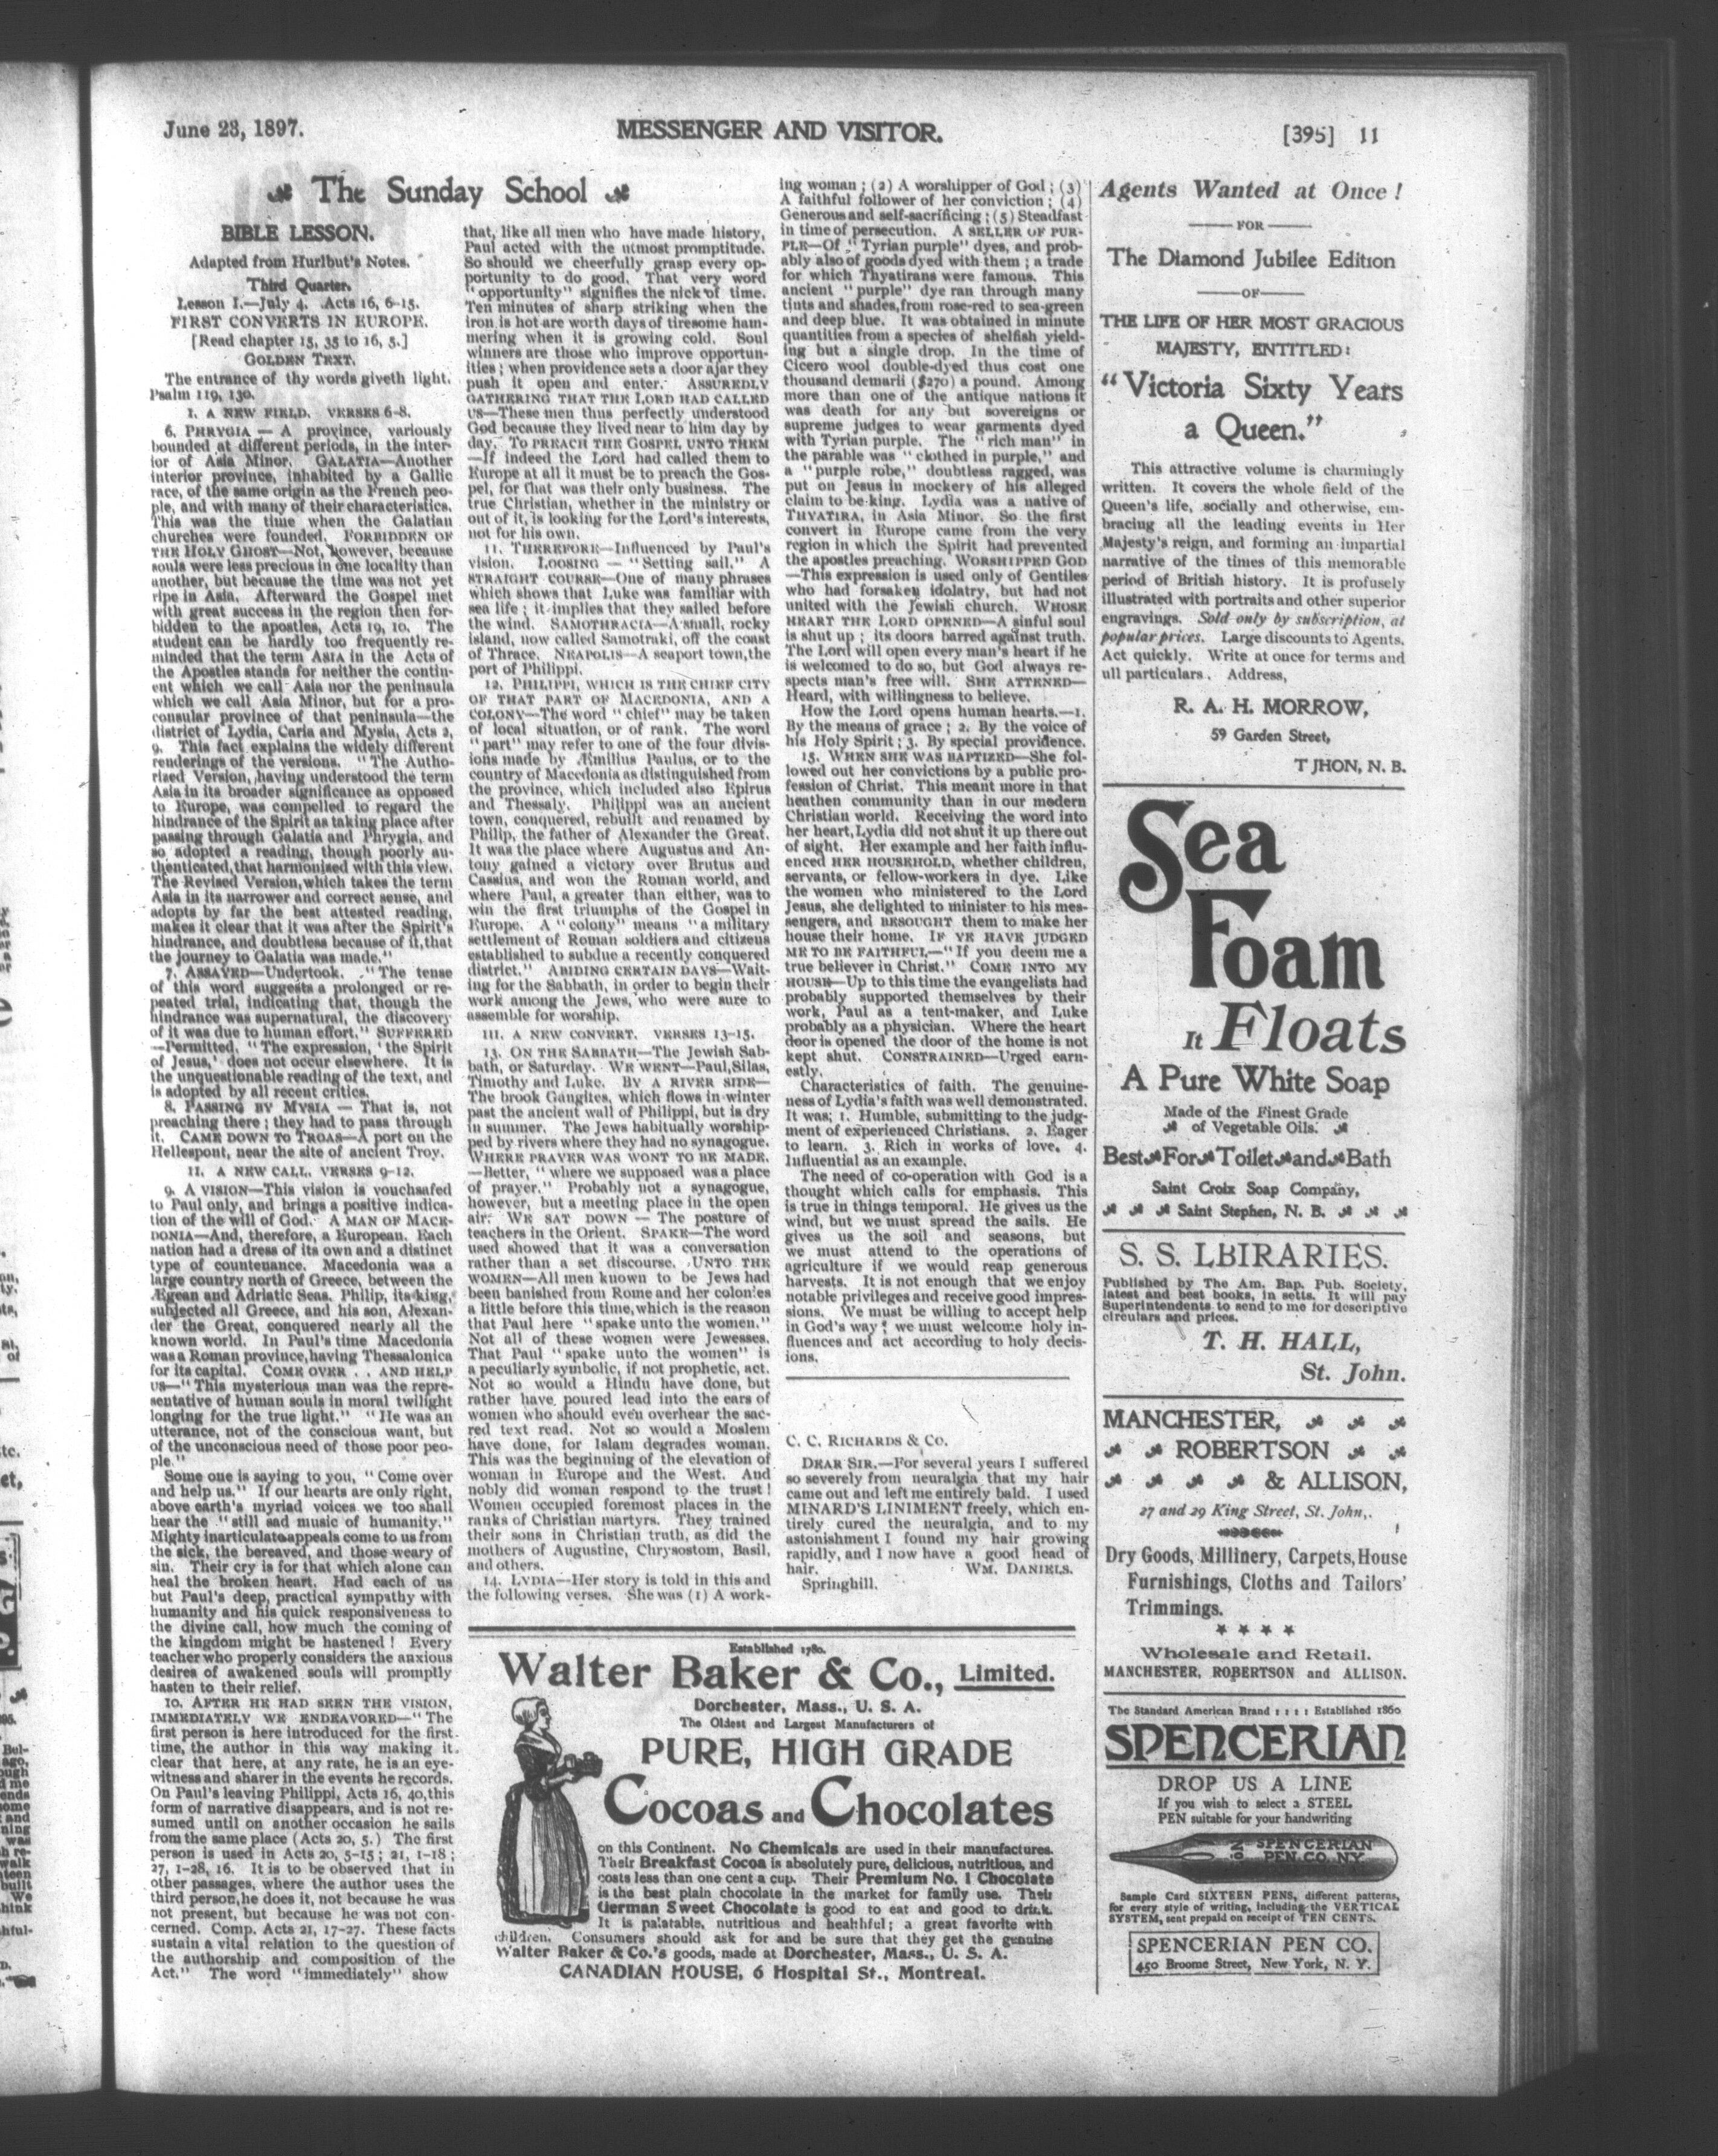 June 23, 1897.
MESSENGER AND VISITOR.
[395] 11
The Sunday School
BIBLE LESSON.
Adapted from Hurlbut's Notes.
Third Quarter.
Lesson I.—July 4. Acts 16, 6-15.
FIRST CONVERTS IN EUROPE.
[Read chapter 15, 35 to 16, 5.]
GOLDEN TEXT.
The entrance of thy words giveth light.
Psalm 119, 130.
I. A NEW FIELD. VERSES 6-8.
6. PHRYGIA — A province, variously
bounded at different periods, in the inter-
ior of Asia Minor. GALATIA—Another
interior province, inhabited by a Gallic
race, of the same origin as the French peo-
ple, and with many of their characteristics.
This was the time when the Galatian
churches were founded. FORBIDDEN OF
THE HOLY GHOST—Not, however, because
souls were less precious in one locality than
another, but because the time was not yet
ripe in Asia. Afterward the Gospel met
with great success in the region then for-
bidden to the apostles, Acts 19, 10. The
student can be hardly too frequently re-
minded that the term ASIA in the Acts of
the Apostles stands for neither the contin-
ent which we call Asia nor the peninsula
which we call Asia Minor, but for a pro-
consular province of that peninsula—the
district of Lydia, Caria and Mysia, Acts 2,
9. This fact explains the widely different
renderings of the versions. "The Autho-
rized Version, having understood the term
Asia in its broader significance as opposed
to Europe, was compelled to regard the
hindrance of the Spirit as taking place after
passing through Galatia and Phrygia, and
so adopted a reading, though poorly au-
thenticated, that harmonised with this view.
The Revised Version, which takes the term
Asia in its narrower and correct sense, and
adopts by far the best attested reading,
makes it clear that it was after the Spirit's
hindrance, and doubtless because of it, that
the journey to Galatia was made."
7. ASSAYED—Undertook. "The tense
of this word suggests a prolonged or re-
peated trial, indicating that, though the
hindrance was supernatural, the discovery
of it was due to human effort." SUFFERED
—Permitted. "The expression, 'the Spirit
of Jesus,' does not occur elsewhere. It is
the unquestionable reading of the text, and
is adopted by all recent critics.
8. PASSING BY MYSIA — That is, not
preaching there; they had to pass through
it. CAME DOWN TO TROAS—A port on the
Hellespont, near the site of ancient Troy.
II. A NEW CALL. VERSES 9-12.
9. A VISION—This vision is vouchsafed
to Paul only, and brings a positive indica-
tion of the will of God. A MAN OF MACE-
DONIA—And, therefore, a European. Each
nation had a dress of its own and a distinct
type of countenance. Macedonia was a
large country north of Greece, between the
Ægean and Adriatic Seas. Philip, its king,
subjected all Greece, and his son, Alexan-
der the Great, conquered nearly all the
known world. In Paul's time Macedonia
was a Roman province, having Thessalonica
for its capital. COME OVER . . AND HELP
US—"This mysterious man was the repre-
sentative of human souls in moral twilight
longing for the true light." "He was an
utterance, not of the conscious want, but
of the unconscious need of those poor peo-
ple."
Some one is saying to you, "Come over
and help us." If our hearts are only right,
above earth's myriad voices we too shall
hear the "still sad music of humanity."
Mighty inarticulate appeals come to us from
the sick, the bereaved, and those weary of
sin. Their cry is for that which alone can
heal the broken heart. Had each of us
but Paul's deep, practical sympathy with
humanity and his quick responsiveness to
the divine call, how much the coming of
the kingdom might be hastened! Every
teacher who properly considers the anxious
desires of awakened souls will promptly
hasten to their relief.
10. AFTER HE HAD SEEN THE VISION,
IMMEDIATELY WE ENDEAVORED—"The
first person is here introduced for the first
time, the author in this way making it
clear that here, at any rate, he is an eye-
witness and sharer in the events he records.
On Paul's leaving Philippi, Acts 16, 40, this
form of narrative disappears, and is not re-
sumed until on another occasion he sails
from the same place (Acts 20, 5.) The first
person is used in Acts 20, 5-15; 21, 1-18;
27, 1-28, 16. It is to be observed that in
other passages, where the author uses the
third person, he does it, not because he was
not present, but because he was not con-
cerned. Comp. Acts 21, 17-27. These facts
sustain a vital relation to the question of
the authorship and composition of the
Act." The word "immediately" show
that, like all men who have made history,
Paul acted with the utmost promptitude.
So should we cheerfully grasp every op-
portunity to do good. That very word
"opportunity" signifies the nick of time.
Ten minutes of sharp striking when the
iron is hot are worth days of tiresome ham-
mering when it is growing cold. Soul
winners are those who improve opportun-
ities; when providence sets a door ajar they
push it open and enter. ASSUREDLY
GATHERING THAT THE LORD HAD CALLED
US—These men thus perfectly understood
God because they lived near to him day by
day. TO PREACH THE GOSPEL UNTO THEM
—If indeed the Lord had called them to
Europe at all it must be to preach the Gos-
pel, for that was their only business. The
true Christian, whether in the ministry or
out of it, is looking for the Lord's interests,
not for his own.
11. THEREFORE—Influenced by Paul's
vision. LOOSING — "Setting sail." A
STRAIGHT COURSE—One of many phrases
which shows that Luke was familiar with
sea life; it implies that they sailed before
the wind. SAMOTHRACIA—A small, rocky
island, now called Samotraki, off the coast
of Thrace. NEAPOLIS—A seaport town, the
port of Philippi.
12. PHILIPPI, WHICH IS THE CHIEF CITY
OF THAT PART OF MACEDONIA, AND A
COLONY—The word "chief" may be taken
of local situation, or of rank. The word
"part" may refer to one of the four divis-
ions made by Æmilius Paulus, or to the
country of Macedonia as distinguished from
the province, which included also Epirus
and Thessaly. Philippi was an ancient
town, conquered, rebuilt and renamed by
Philip, the father of Alexander the Great.
It was the place where Augustus and An-
tony gained a victory over Brutus and
Cassius, and won the Roman world, and
where Paul, a greater than either, was to
win the first triumphs of the Gospel in
Europe. A "colony" means "a military
settlement of Roman soldiers and citizens
established to subdue a recently conquered
district." ABIDING CERTAIN DAYS—Wait-
ing for the Sabbath, in order to begin their
work among the Jews, who were sure to
assemble for worship.
III. A NEW CONVERT. VERSES 13-15.
13. ON THE SABBATH—The Jewish Sab-
bath, or Saturday. WE WENT—Paul, Silas,
Timothy and Luke. BY A RIVER SIDE—
The brook Gangites, which flows in winter
past the ancient wall of Philippi, but is dry
in summer. The Jews habitually worship-
ped by rivers where they had no synagogue.
WHERE PRAYER WAS WONT TO BE MADE.
—Better, "where we supposed was a place
of prayer." Probably not a synagogue,
however, but a meeting place in the open
air. WE SAT DOWN — The posture of
teachers in the Orient. SPAKE—The word
used showed that it was a conversation
rather than a set discourse. UNTO THE
WOMEN—All men known to be Jews had
been banished from Rome and her colonies
a little before this time, which is the reason
that Paul here "spake unto the women."
Not all of these women were Jewesses.
That Paul "spake unto the women" is
a peculiarly symbolic, if not prophetic, act.
Not so would a Hindu have done, but
rather have poured lead into the ears of
women who should even overhear the sac-
red text read. Not so would a Moslem
have done, for Islam degrades woman.
This was the beginning of the elevation of
woman in Europe and the West. And
nobly did woman respond to the trust!
Women occupied foremost places in the
ranks of Christian martyrs. They trained
their sons in Christian truth, as did the
mothers of Augustine, Chrysostom, Basil,
and others.
14. LYDIA—Her story is told in this and
the following verses. She was (1) A work-
ing woman; (2) A worshipper of God; (3)
A faithful follower of her conviction; (4)
Generous and self-sacrificing; (5) Steadfast
in time of persecution. A SELLER OF PUR-
PLE—Of "Tyrian purple" dyes, and prob-
ably also of goods dyed with them; a trade
for which Thyatirans were famous. This
ancient "purple" dye ran through many
tints and shades, from rose-red to sea-green
and deep blue. It was obtained in minute
quantities from a species of shelfish yield-
ing but a single drop. In the time of
Cicero wool double-dyed thus cost one
thousand demarii ($270) a pound. Among
more than one of the antique nations it
was death for any but sovereigns or
supreme judges to wear garments dyed
with Tyrian purple. The "rich man" in
the parable was "clothed in purple," and
a "purple robe," doubtless ragged, was
put on Jesus in mockery of his alleged
claim to be king. Lydia was a native of
THYATIRA, in Asia Minor. So the first
convert in Europe came from the very
region in which the Spirit had prevented
the apostles preaching. WORSHIPPED GOD
—This expression is used only of Gentiles
who had forsaken idolatry, but had not
united with the Jewish church. WHOSE
HEART THE LORD OPENED—A sinful soul
is shut up; its doors barred against truth.
The Lord will open every man's heart if he
is welcomed to do so, but God always re-
spects man's free will. SHE ATTENED—
Heard, with willingness to believe.
How the Lord opens human hearts.—1.
By the means of grace; 2. By the voice of
his Holy Spirit; 3. By special providence.
15. WHEN SHE WAS BAPTIZED—She fol-
lowed out her convictions by a public pro-
fession of Christ. This meant more in that
heathen community than in our modern
Christian world. Receiving the word into
her heart, Lydia did not shut it up there out
of sight. Her example and her faith influ-
enced HER HOUSEHOLD, whether children,
servants, or fellow-workers in dye. Like
the women who ministered to the Lord
Jesus, she delighted to minister to his mes-
sengers, and BESOUGHT them to make her
house their home. IF YE HAVE JUDGED
ME TO BE FAITHFUL—"If you deem me a
true believer in Christ." COME INTO MY
HOUSE—Up to this time the evangelists had
probably supported themselves by their
work, Paul as a tent-maker, and Luke
probably as a physician. Where the heart
door is opened the door of the home is not
kept shut. CONSTRAINED—Urged earn-
estly.
Characteristics of faith. The genuine-
ness of Lydia's faith was well demonstrated.
It was; 1. Humble, submitting to the judg-
ment of experienced Christians. 2. Eager
to learn. 3. Rich in works of love. 4.
Influential as an example.
The need of co-operation with God is a
thought which calls for emphasis. This
is true in things temporal. He gives us the
wind, but we must spread the sails. He
gives us the soil and seasons, but
we must attend to the operations of
agriculture if we would reap generous
harvests. It is not enough that we enjoy
notable privileges and receive good impres-
sions. We must be willing to accept help
in God's way; we must welcome holy in-
fluences and act according to holy decis-
ions.
C. C. RICHARDS & Co.
DEAR SIR.—For several years I suffered
so severely from neuralgia that my hair
came out and left me entirely bald. I used
MINARD'S LINIMENT freely, which en-
tirely cured the neuralgia, and to my
astonishment I found my hair growing
rapidly, and I now have a good head of
hair. WM. DANIELS.
Springhill.
Established 1780.
Walter Baker & Co., Limited.
Dorchester, Mass., U. S. A.
The Oldest and Largest Manufacturers of
PURE, HIGH GRADE
Cocoas and Chocolates
on this Continent. No Chemicals are used in their manufactures.
Their Breakfast Cocoa is absolutely pure, delicious, nutritious, and
costs less than one cent a cup. Their Premium No. 1 Chocolate
is the best plain chocolate in the market for family use. Their
German Sweet Chocolate is good to eat and good to drink.
It is palatable, nutritious and healthful; a great favorite with
children. Consumers should ask for and be sure that they get the genuine
Walter Baker & Co.'s goods, made at Dorchester, Mass., U. S. A.
CANADIAN HOUSE, 6 Hospital St., Montreal.
Agents Wanted at Once!
FOR
The Diamond Jubilee Edition
OF
THE LIFE OF HER MOST GRACIOUS
MAJESTY, ENTITLED:
"Victoria Sixty Years
a Queen."
This attractive volume is charmingly
written. It covers the whole field of the
Queen's life, socially and otherwise, em-
bracing all the leading events in Her
Majesty's reign, and forming an impartial
narrative of the times of this memorable
period of British history. It is profusely
illustrated with portraits and other superior
engravings. Sold only by subscription, at
popular prices. Large discounts to Agents.
Act quickly. Write at once for terms and
ull particulars. Address,
R. A. H. MORROW,
59 Garden Street,
T JHON, N. B.
Sea
Foam
It Floats
A Pure White Soap
Made of the Finest Grade
of Vegetable Oils.
Best For Toilet and Bath
Saint Croix Soap Company,
Saint Stephen, N. B.
S. S. LBIRARIES.
Published by The Am. Bap. Pub. Society,
latest and best books, in setts. It will pay
Superintendents to send to me for descriptive
circulars and prices.
T. H. HALL,
St. John.
MANCHESTER,
ROBERTSON
& ALLISON,
27 and 29 King Street, St. John,.
Dry Goods, Millinery, Carpets, House
Furnishings, Cloths and Tailors'
Trimmings.
Wholesale and Retail.
MANCHESTER, ROBERTSON and ALLISON.
The Standard American Brand : : : : Established 1860
SPENCERIAN
DROP US A LINE
If you wish to select a STEEL
PEN suitable for your handwriting
No 1 SPENCERIAN
PEN CO. N.Y.
Sample Card SIXTEEN PENS, different patterns,
for every style of writing, including the VERTICAL
SYSTEM, sent prepaid on receipt of TEN CENTS.
SPENCERIAN PEN CO.
450 Broome Street, New York, N. Y.